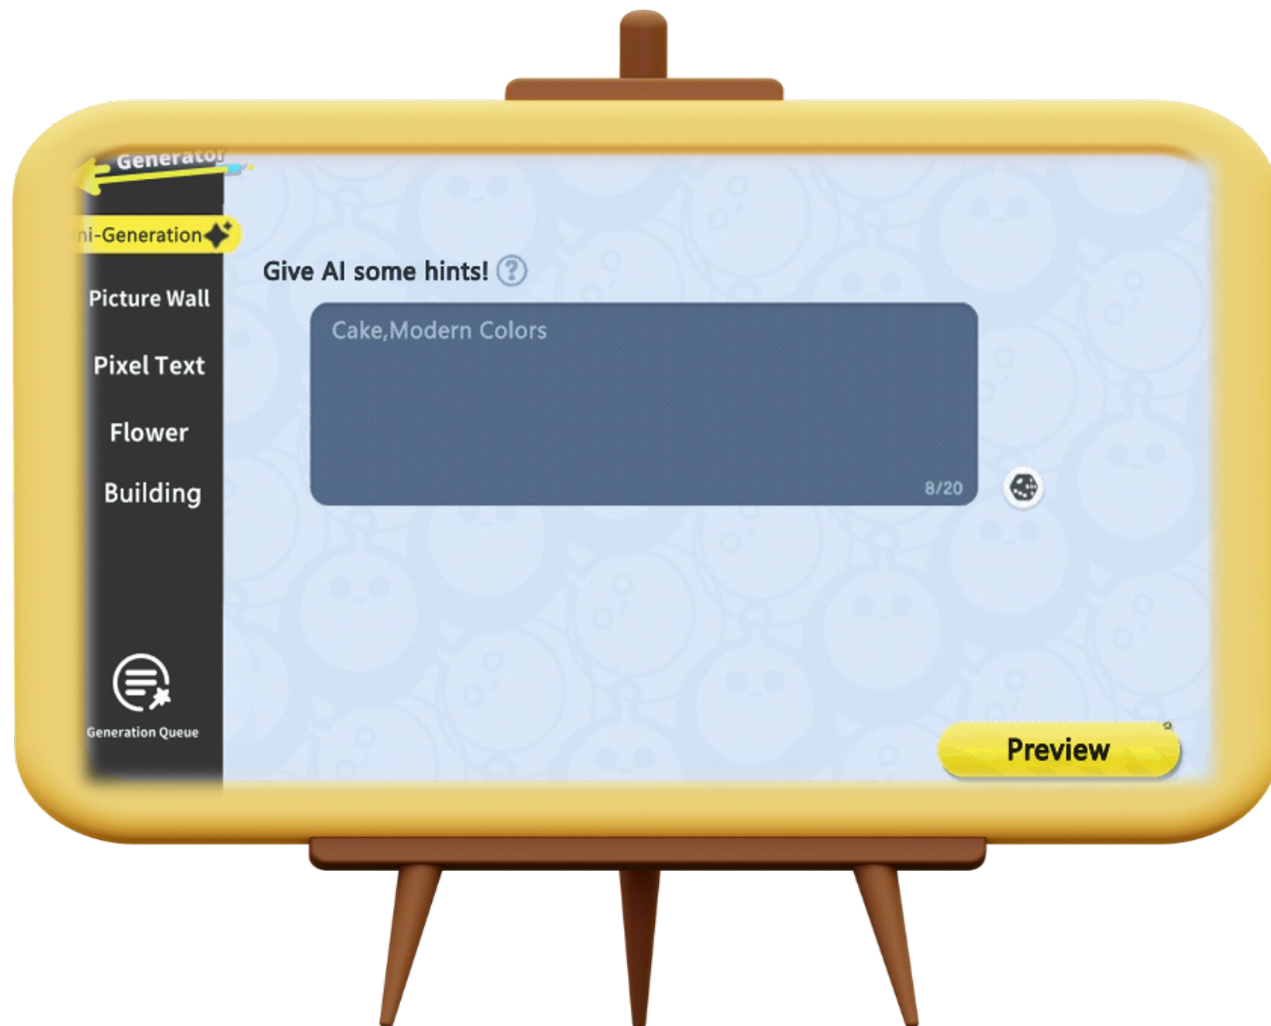 Generator
ni-Generation
Give AI some hints!
Cake,Modern Colors
8/20
Picture Wall
Pixel Text
Flower
Building
Generation Queue
Preview